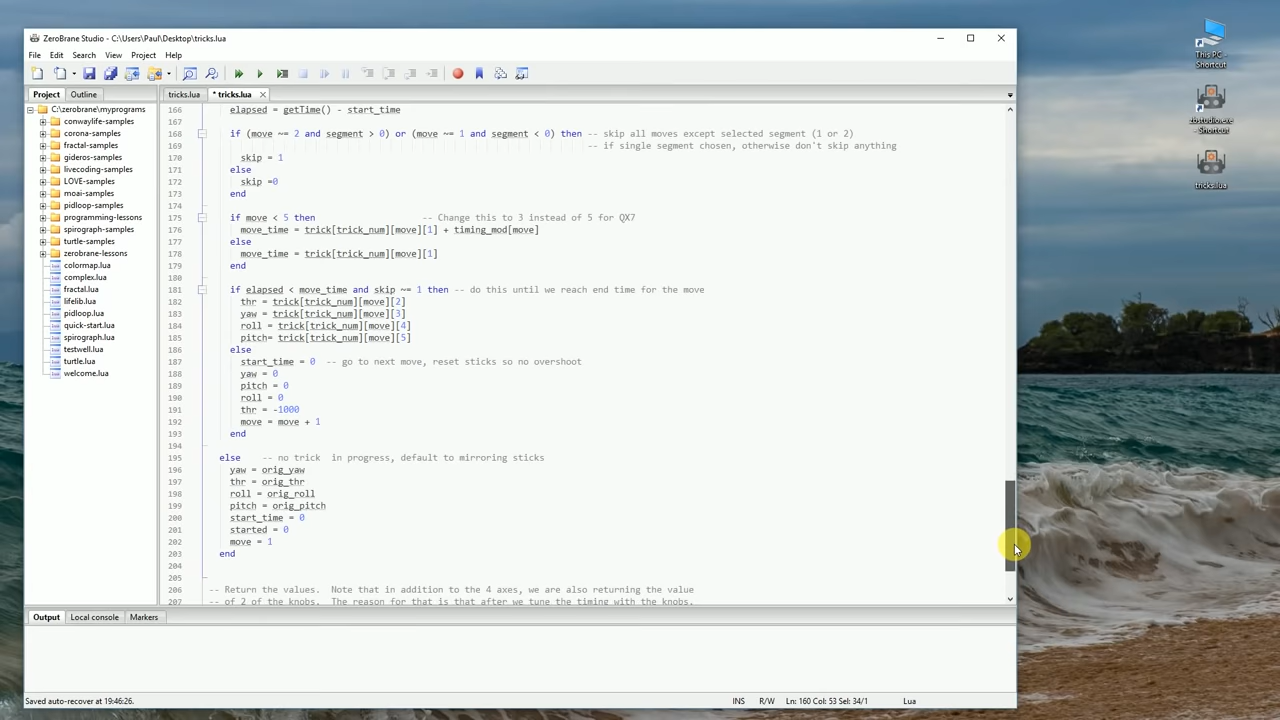 ZeroBrane Studio - C:\Users\Paul\Desktop\tricks.lua
File Edit Search View Project Help
Project Outline
C:\zerobrane\myprograms
conwaylife-samples
corona-samples
fractal-samples
gideros-samples
livecoding-samples
LOVE-samples
moai-samples
pidloop-samples
programming-lessons
spirograph-samples
turtle-samples
zerobrane-lessons
colormap.lua
complex.lua
fractal.lua
lifelib.lua
pidloop.lua
quick-start.lua
spirograph.lua
testwell.lua
turtle.lua
welcome.lua
tricks.lua * tricks.lua
166 elapsed = getTime() - start_time
167
168 if (move ~= 2 and segment > 0) or (move ~= 1 and segment < 0) then -- skip all moves except selected segment (1 or 2)
169 -- if single segment chosen, otherwise don't skip anything
170 skip = 1
171 else
172 skip =0
173 end
174
175 if move < 5 then -- Change this to 3 instead of 5 for QX7
176 move_time = trick[trick_num][move][1] + timing_mod[move]
177 else
178 move_time = trick[trick_num][move][1]
179 end
180
181 if elapsed < move_time and skip ~= 1 then -- do this until we reach end time for the move
182 thr = trick[trick_num][move][2]
183 yaw = trick[trick_num][move][3]
184 roll = trick[trick_num][move][4]
185 pitch= trick[trick_num][move][5]
186 else
187 start_time = 0 -- go to next move, reset sticks so no overshoot
188 yaw = 0
189 pitch = 0
190 roll = 0
191 thr = -1000
192 move = move + 1
193 end
194
195 else -- no trick in progress, default to mirroring sticks
196 yaw = orig_yaw
197 thr = orig_thr
198 roll = orig_roll
199 pitch = orig_pitch
200 start_time = 0
201 started = 0
202 move = 1
203 end
204
205
206 -- Return the values. Note that in addition to the 4 axes, we are also returning the value
207 -- of 2 of the knobs. The reason for that is that after we tune the timing with the knobs.
Output Local console Markers
Saved auto-recover at 19:46:26. INS R/W Ln: 160 Col: 53 Sel: 34/1 Lua
This PC - Shortcut
zbstudio.exe - Shortcut
tricks.lua